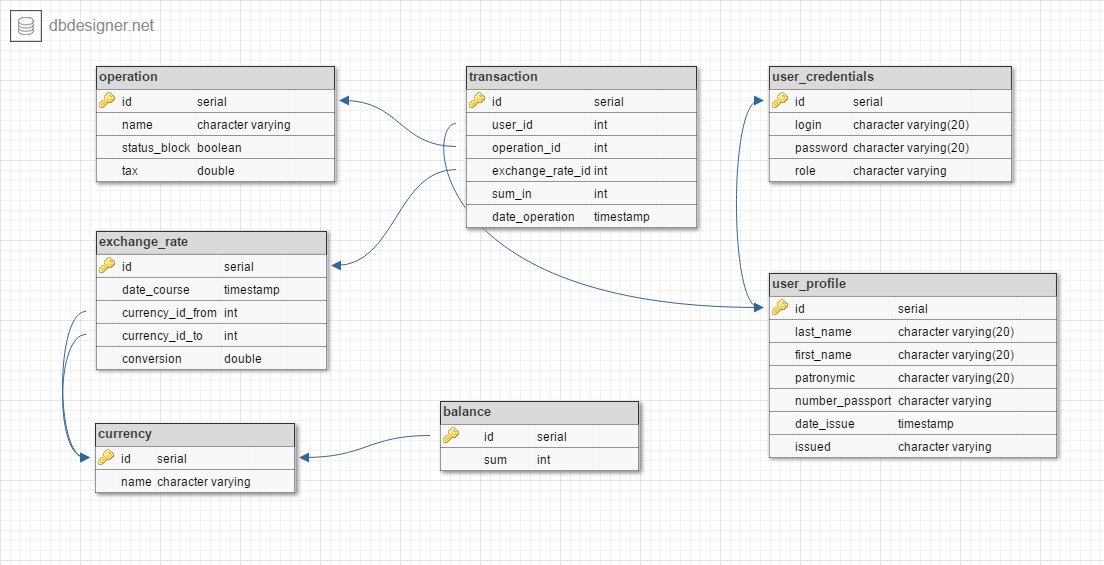 dbdesigner.net
operation
id serial
name character varying
status_block boolean
tax double
transaction
id serial
user_id int
operation_id int
exchange_rate_id int
sum_in int
date_operation timestamp
user_credentials
id serial
login character varying(20)
password character varying(20)
role character varying
exchange_rate
id serial
date_course timestamp
currency_id_from int
currency_id_to int
conversion double
user_profile
id serial
last_name character varying(20)
first_name character varying(20)
patronymic character varying(20)
number_passport character varying
date_issue timestamp
issued character varying
currency
id serial
name character varying
balance
id serial
sum int